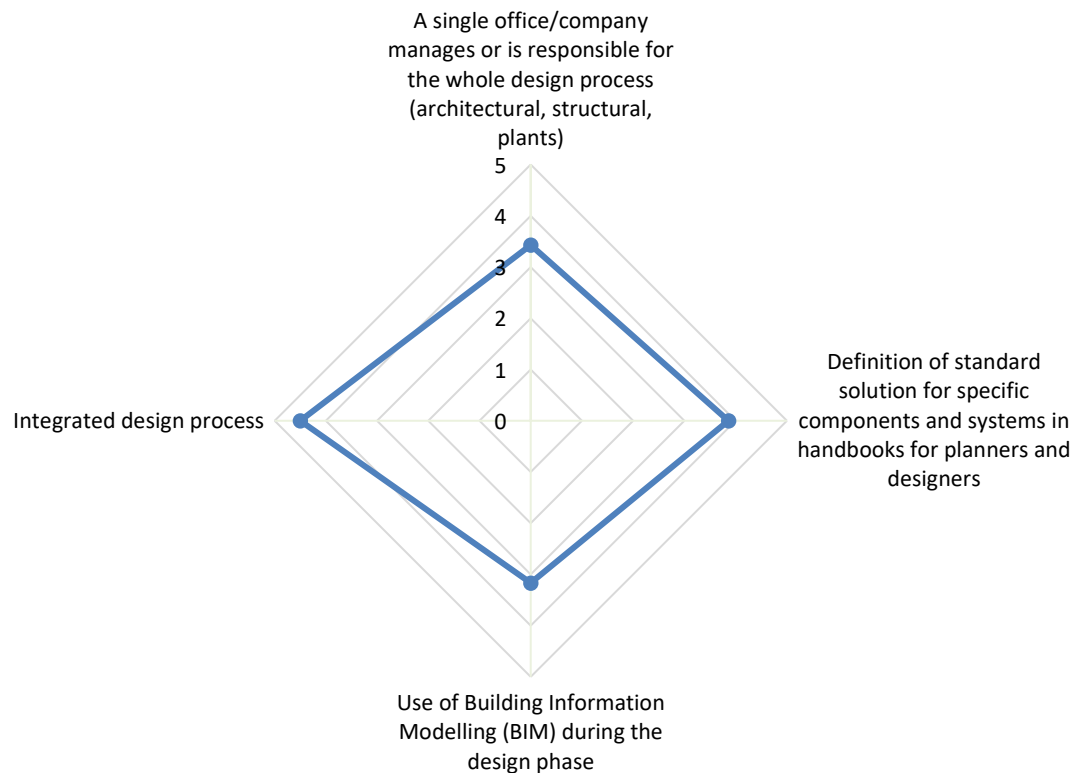 A single office/company
manages or is responsible for
the whole design process
(architectural, structural,
plants)
5
4
3
2
1
0
Definition of standard
solution for specific
components and systems in
handbooks for planners and
designers
Integrated design process
Use of Building Information
Modelling (BIM) during the
design phase